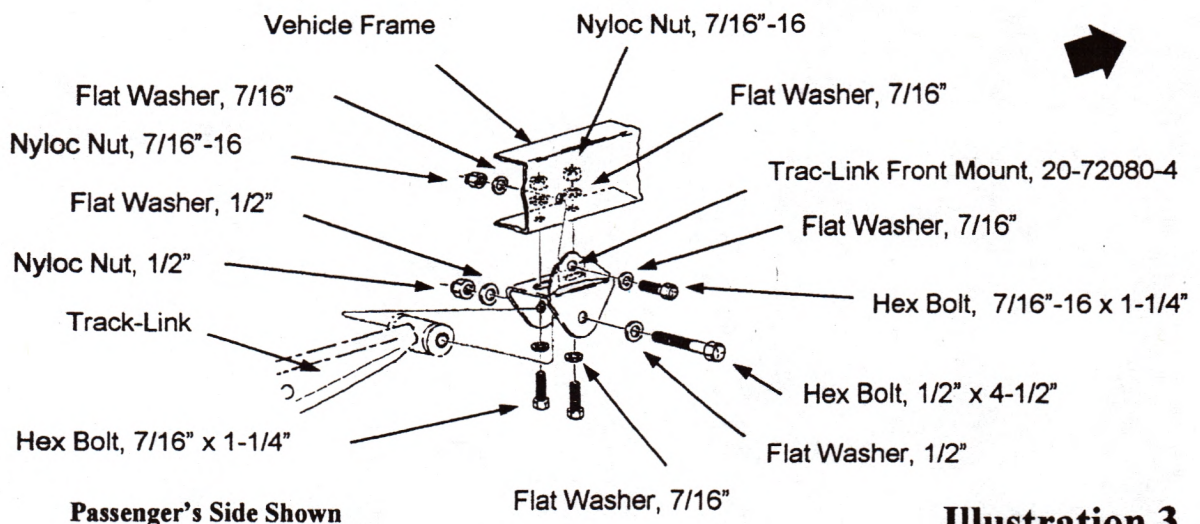 Vehicle Frame
Nyloc Nut, 7/16"-16
Flat Washer, 7/16"
Flat Washer, 7/16"
Nyloc Nut, 7/16"-16
Trac-Link Front Mount, 20-72080-4
Flat Washer, 1/2"
Flat Washer, 7/16"
Nyloc Nut, 1/2"
Hex Bolt, 7/16"-16 x 1-1/4"
Track-Link
Hex Bolt, 1/2" x 4-1/2"
Hex Bolt, 7/16" x 1-1/4"
Flat Washer, 1/2"
Flat Washer, 7/16"
Passenger's Side Shown
Illustration 3